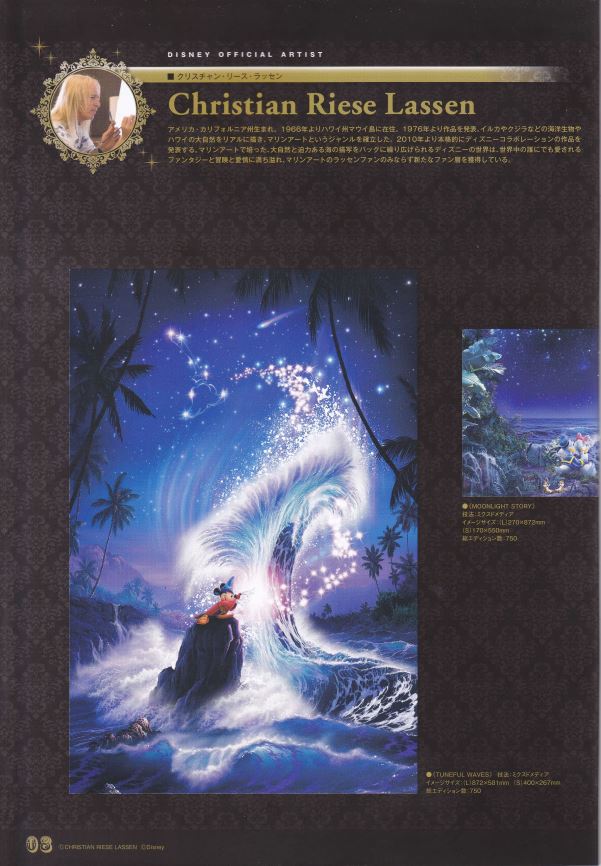 DISNEY OFFICIAL ARTIST
■ クリスチャン・リース・ラッセン
Christian Riese Lassen
アメリカ・カリフォルニア州生まれ。1966年よりハワイ州マウイ島に在住。1976年より作品を発表。イルカやクジラなどの海洋生物や
ハワイの大自然をリアルに描き、マリンアートというジャンルを確立した。2010年より本格的にディズニーコラボレーションの作品を
発表する。マリンアートで培った、大自然と迫力ある海の描写をバックに繰り広げられるディズニーの世界は、世界中の誰にでも愛される
ファンタジーと冒険と愛情に満ち溢れ、マリンアートのラッセンファンのみならず新たなファン層を獲得している。
●〈MOONLIGHT STORY〉
技法：ミクスドメディア
イメージサイズ：（L）270×872mm
（S）170×550mm
総エディション数：750
●〈TUNEFUL WAVES〉 技法：ミクスドメディア
イメージサイズ：（L）872×581mm （S）400×267mm
総エディション数：750
08 ©CHRISTIAN RIESE LASSEN ©Disney